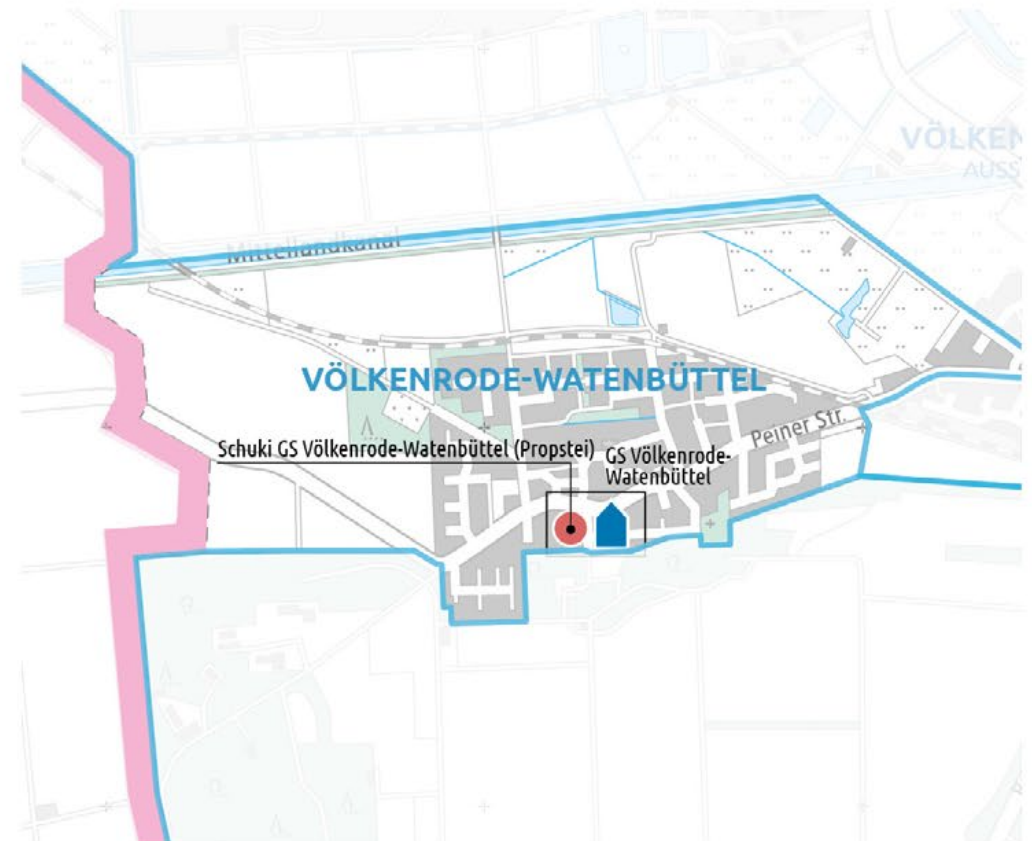 VÖLKEN
AUSS
Mittellandkanal
VÖLKENRODE-WATENBÜTTEL
Peiner Str.
Schuki GS Völkenrode-Watenbüttel (Propstei)
GS Völkenrode-
Watenbüttel